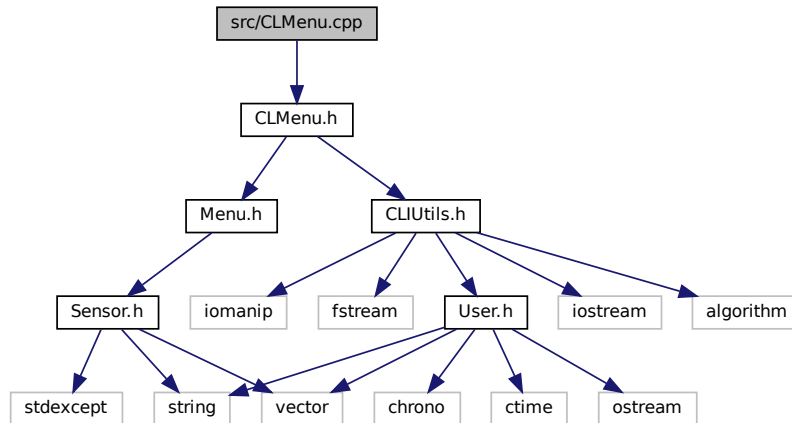 src/CLMenu.cpp
CLMenu.h
Menu.h
CLIUtils.h
Sensor.h
iomanip
fstream
User.h
iostream
algorithm
stdexcept
string
vector
chrono
ctime
ostream